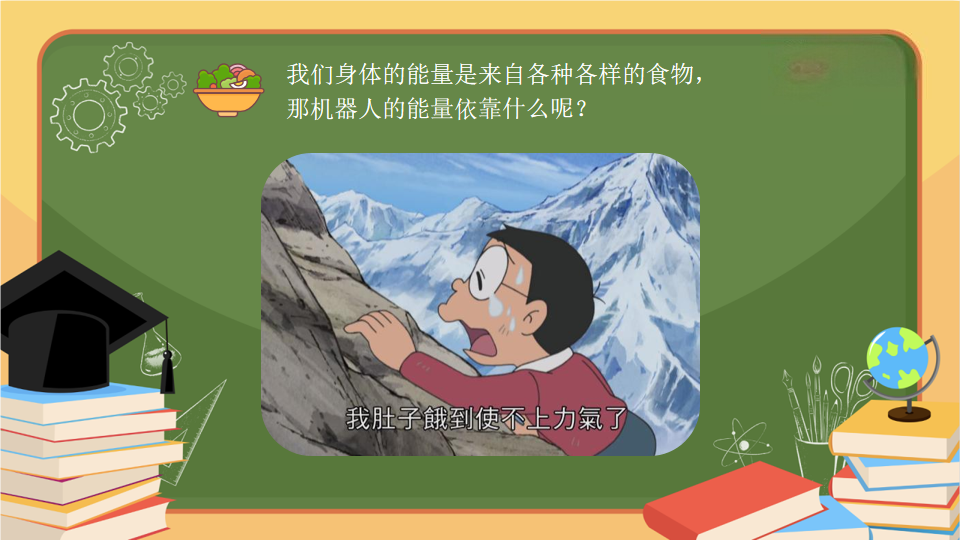 我们身体的能量是来自各种各样的食物，
那机器人的能量依靠什么呢？
我肚子餓到使不上力氣了